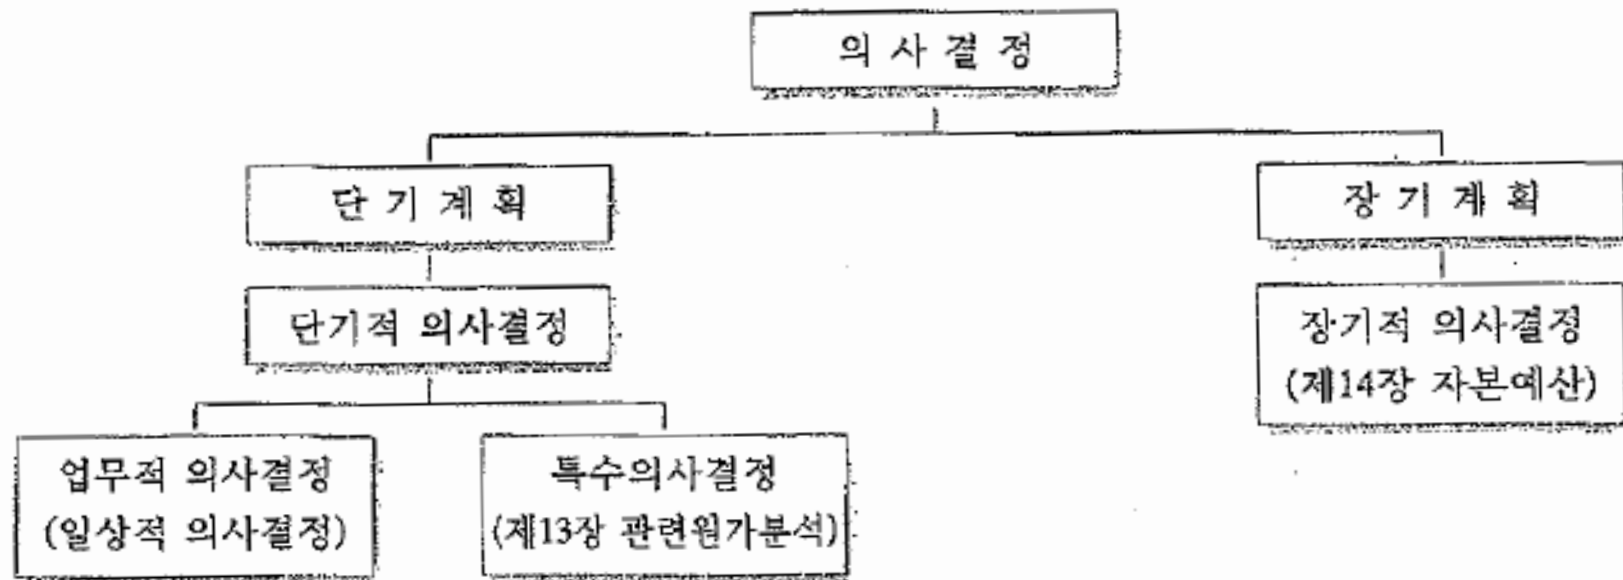 의 사 결 정
단 기 계 획
장 기 계 획
단기적 의사결정
장기적 의사결정
(제14장 자본예산)
업무적 의사결정
(일상적 의사결정)
특수의사결정
(제13장 관련원가분석)